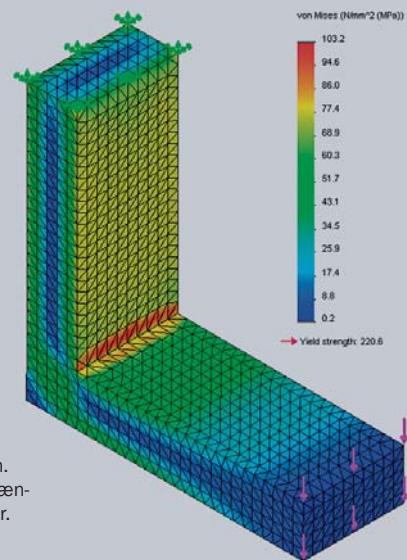 von Mises (N/mm^2 (MPa))
103.2
94.6
86.0
77.4
68.9
60.3
51.7
43.1
34.5
25.9
17.4
8.8
0.2
Yield strength: 220.6
n.
æn-
r.